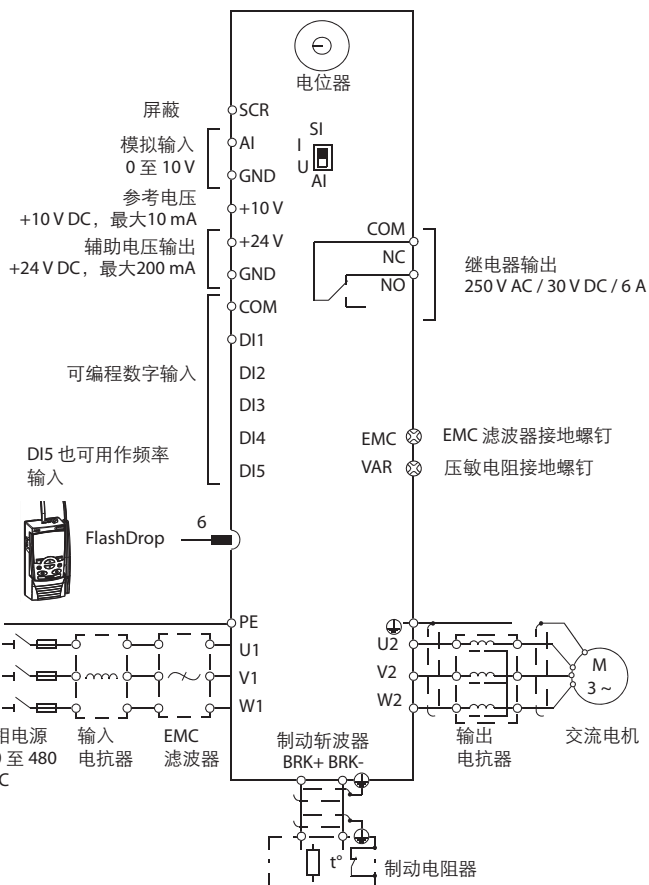 电位器
屏蔽
SCR
SI
I
U
AI
模拟输入
0 至 10 V
AI
GND
参考电压
+10 V DC，最大10 mA
+10 V
辅助电压输出
+24 V DC，最大200 mA
+24 V
GND
COM
NC
NO
继电器输出
250 V AC / 30 V DC / 6 A
COM
DI1
可编程数字输入
DI2
DI3
DI4
DI5
DI5 也可用作频率
输入
EMC
EMC 滤波器接地螺钉
VAR
压敏电阻接地螺钉
FlashDrop
6
PE
U1
V1
W1
U2
V2
W2
M
3 ~
相电源
至 480
C
输入
电抗器
EMC
滤波器
制动斩波器
BRK+ BRK-
输出
电抗器
交流电机
t°
制动电阻器